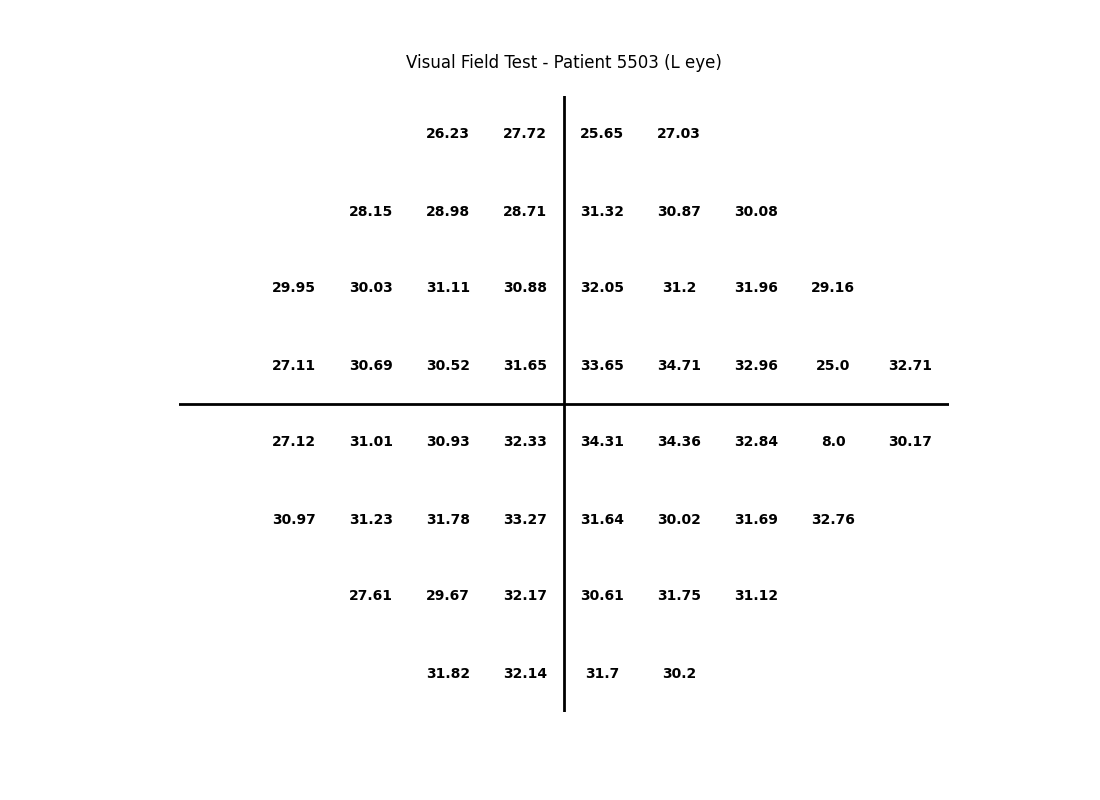 Visual Field Test - Patient 5503 (L eye)
26.23 27.72 25.65 27.03
28.15 28.98 28.71 31.32 30.87 30.08
29.95 30.03 31.11 30.88 32.05 31.2 31.96 29.16
27.11 30.69 30.52 31.65 33.65 34.71 32.96 25.0 32.71
27.12 31.01 30.93 32.33 34.31 34.36 32.84 8.0 30.17
30.97 31.23 31.78 33.27 31.64 30.02 31.69 32.76
27.61 29.67 32.17 30.61 31.75 31.12
31.82 32.14 31.7 30.2